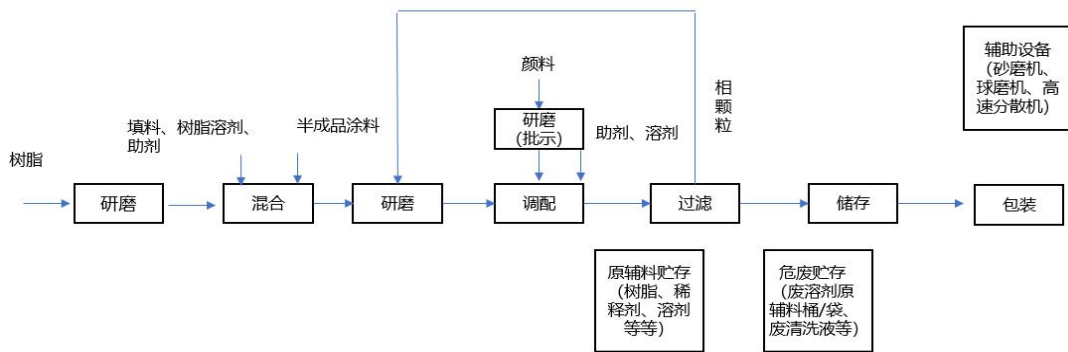 辅助设备
（砂磨机、
球磨机、高
速分散机）
颜料
相
颗
粒
研磨
（批示）
填料、树脂溶剂、
助剂
半成品涂料
助剂、溶剂
树脂
研磨
混合
研磨
调配
过滤
储存
包装
原辅料贮存
（树脂、稀
释剂、溶剂
等等）
危废贮存
（废溶剂原
辅料桶/袋、
废清洗液等）